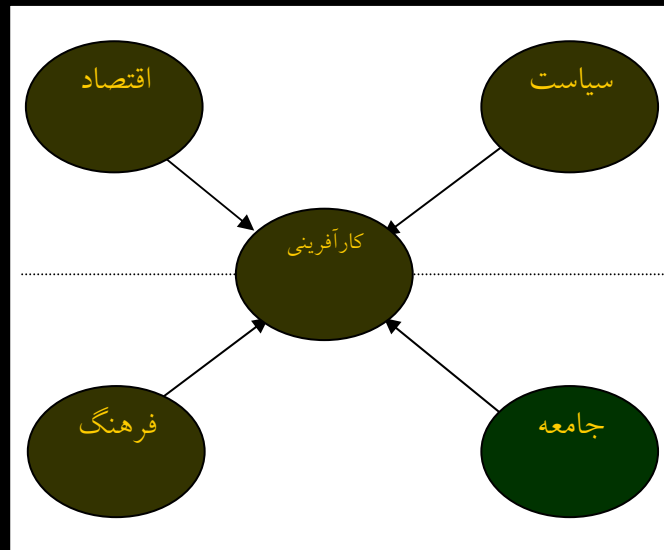 سیاست
اقتصاد
کارآفرینی
جامعه
فرهنگ